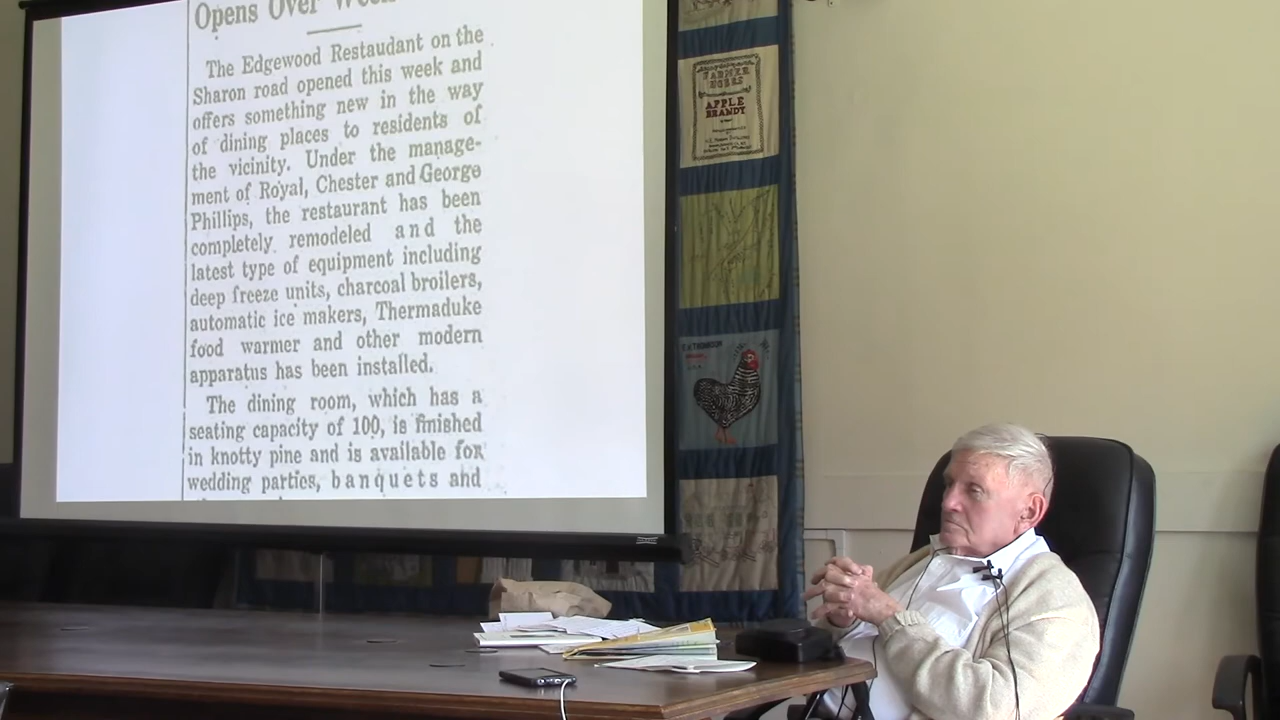 Opens Over Week
The Edgewood Restaudant on the
Sharon road opened this week and
offers something new in the way
of dining places to residents of
the vicinity. Under the manage-
ment of Royal, Chester and George
Phillips, the restaurant has been
completely remodeled and the
latest type of equipment including
deep freeze units, charcoal broilers,
automatic ice makers, Thermaduke
food warmer and other modern
apparatus has been installed.
The dining room, which has a
seating capacity of 100, is finished
in knotty pine and is available for
wedding parties, banquets and
APPLE
BRANDY